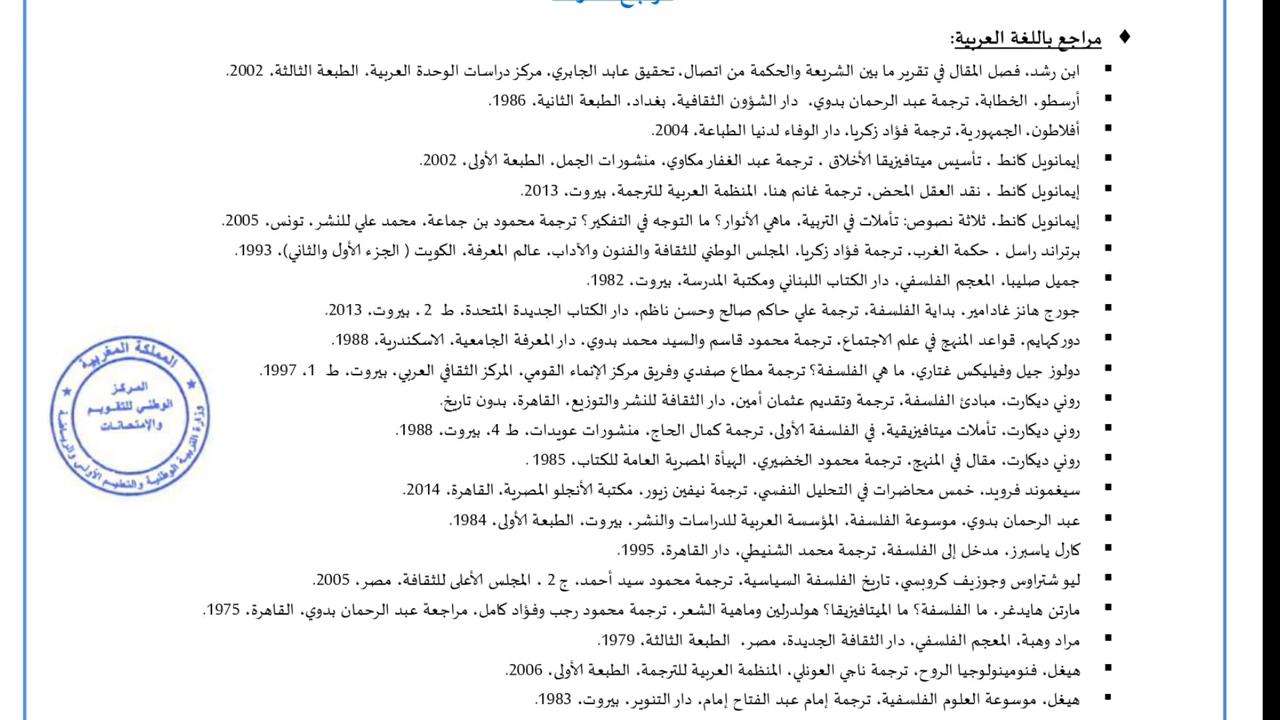 مراجع باللغة العربية:
ابن رشد، فصل المقال في تقرير ما بين الشريعة والحكمة من اتصال، تحقيق عابد الجابري، مركز دراسات الوحدة العربية، الطبعة الثالثة، 2002.
أرسطو، الخطابة، ترجمة عبد الرحمان بدوي، دار الشؤون الثقافية، بغداد، الطبعة الثانية، 1986.
أفلاطون، الجمهورية، ترجمة فؤاد زكريا، دار الوفاء لدنيا الطباعة، 2004.
إيمانويل كانط ، تأسيس ميتافيزيقا الأخلاق ، ترجمة عبد الغفار مكاوي، منشورات الجمل، الطبعة الأولى، 2002.
إيمانويل كانط ، نقد العقل المحض، ترجمة غانم هنا، المنظمة العربية للترجمة، بيروت، 2013.
إيمانويل كانط، ثلاثة نصوص: تأملات في التربية، ماهي الأنوار؟ ما التوجه في التفكير؟ ترجمة محمود بن جماعة، محمد علي للنشر، تونس، 2005.
برتراند راسل ، حكمة الغرب، ترجمة فؤاد زكريا، المجلس الوطني للثقافة والفنون والآداب، عالم المعرفة، الكويت ( الجزء الأول والثاني)، 1993.
جميل صليبا، المعجم الفلسفي، دار الكتاب اللبناني ومكتبة المدرسة، بيروت، 1982.
جورج هانز غادامير، بداية الفلسفة، ترجمة علي حاكم صالح وحسن ناظم، دار الكتاب الجديدة المتحدة، ط 2 ، بيروت، 2013.
دوركهايم، قواعد المنهج في علم الاجتماع، ترجمة محمود قاسم والسيد محمد بدوي، دار المعرفة الجامعية، الاسكندرية، 1988.
دولوز جيل وفيليكس غتاري، ما هي الفلسفة؟ ترجمة مطاع صفدي وفريق مركز الإنماء القومي، المركز الثقافي العربي، بيروت، ط 1، 1997.
روني ديكارت، مبادئ الفلسفة، ترجمة وتقديم عثمان أمين، دار الثقافة للنشر والتوزيع، القاهرة، بدون تاريخ.
روني ديكارت، تأملات ميتافيزيقية، في الفلسفة الأولى، ترجمة كمال الحاج، منشورات عويدات، ط 4، بيروت، 1988.
روني ديكارت، مقال في المنهج، ترجمة محمود الخضيري، الهيأة المصرية العامة للكتاب، 1985 .
سيغموند فرويد، خمس محاضرات في التحليل النفسي، ترجمة نيفين زيور، مكتبة الأنجلو المصرية، القاهرة، 2014.
عبد الرحمان بدوي، موسوعة الفلسفة، المؤسسة العربية للدراسات والنشر، بيروت، الطبعة الأولى، 1984.
كارل ياسبرز، مدخل إلى الفلسفة، ترجمة محمد الشنيطي، دار القاهرة، 1995.
ليو شتراوس وجوزيف كروبسي، تاريخ الفلسفة السياسية، ترجمة محمود سيد أحمد، ج 2 ، المجلس الأعلى للثقافة، مصر، 2005.
مارتن هايدغر، ما الفلسفة؟ ما الميتافيزيقا؟ هولدرلين وماهية الشعر، ترجمة محمود رجب وفؤاد كامل، مراجعة عبد الرحمان بدوي، القاهرة، 1975.
مراد وهبة، المعجم الفلسفي، دار الثقافة الجديدة، مصر، الطبعة الثالثة، 1979.
هيغل، فنومينولوجيا الروح، ترجمة ناجي العونلي، المنظمة العربية للترجمة، الطبعة الأولى، 2006.
هيغل، موسوعة العلوم الفلسفية، ترجمة إمام عبد الفتاح إمام، دار التنوير، بيروت، 1983.
المملكة المغربية
المركز
الوطني للتقويم
والامتحانات
وزارة التربية الوطنية والتعليم الأولي والرياضة